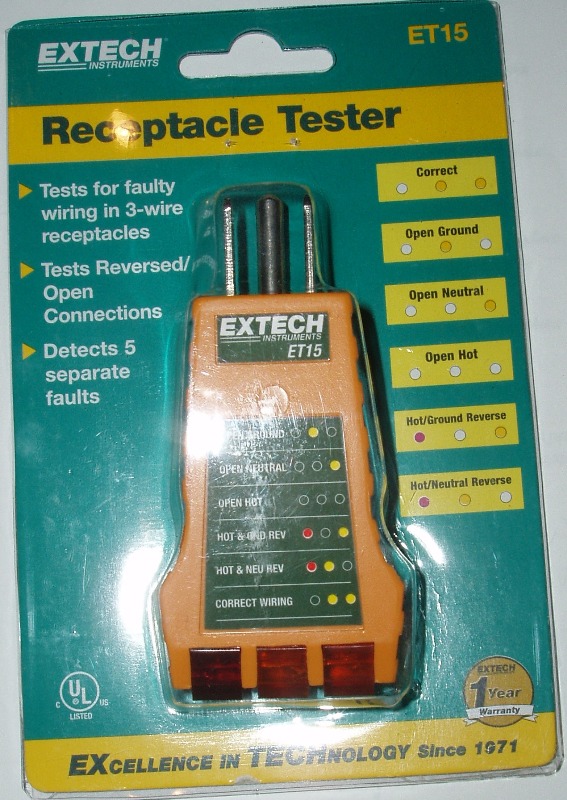 EXTECH
INSTRUMENTS
ET15
Receptacle Tester
Tests for faulty
wiring in 3-wire
receptacles
Tests Reversed/
Open
Connections
Detects 5
separate
faults
Correct
Open Ground
Open Neutral
Open Hot
Hot/Ground Reverse
Hot/Neutral Reverse
EXTECH
INSTRUMENTS
ET15
OPEN GROUND
OPEN NEUTRAL
OPEN HOT
HOT & GND REV
HOT & NEU REV
CORRECT WIRING
C UL US
LISTED
EXTECH
1 Year
Warranty
EXCELLENCE IN TECHNOLOGY Since 1971